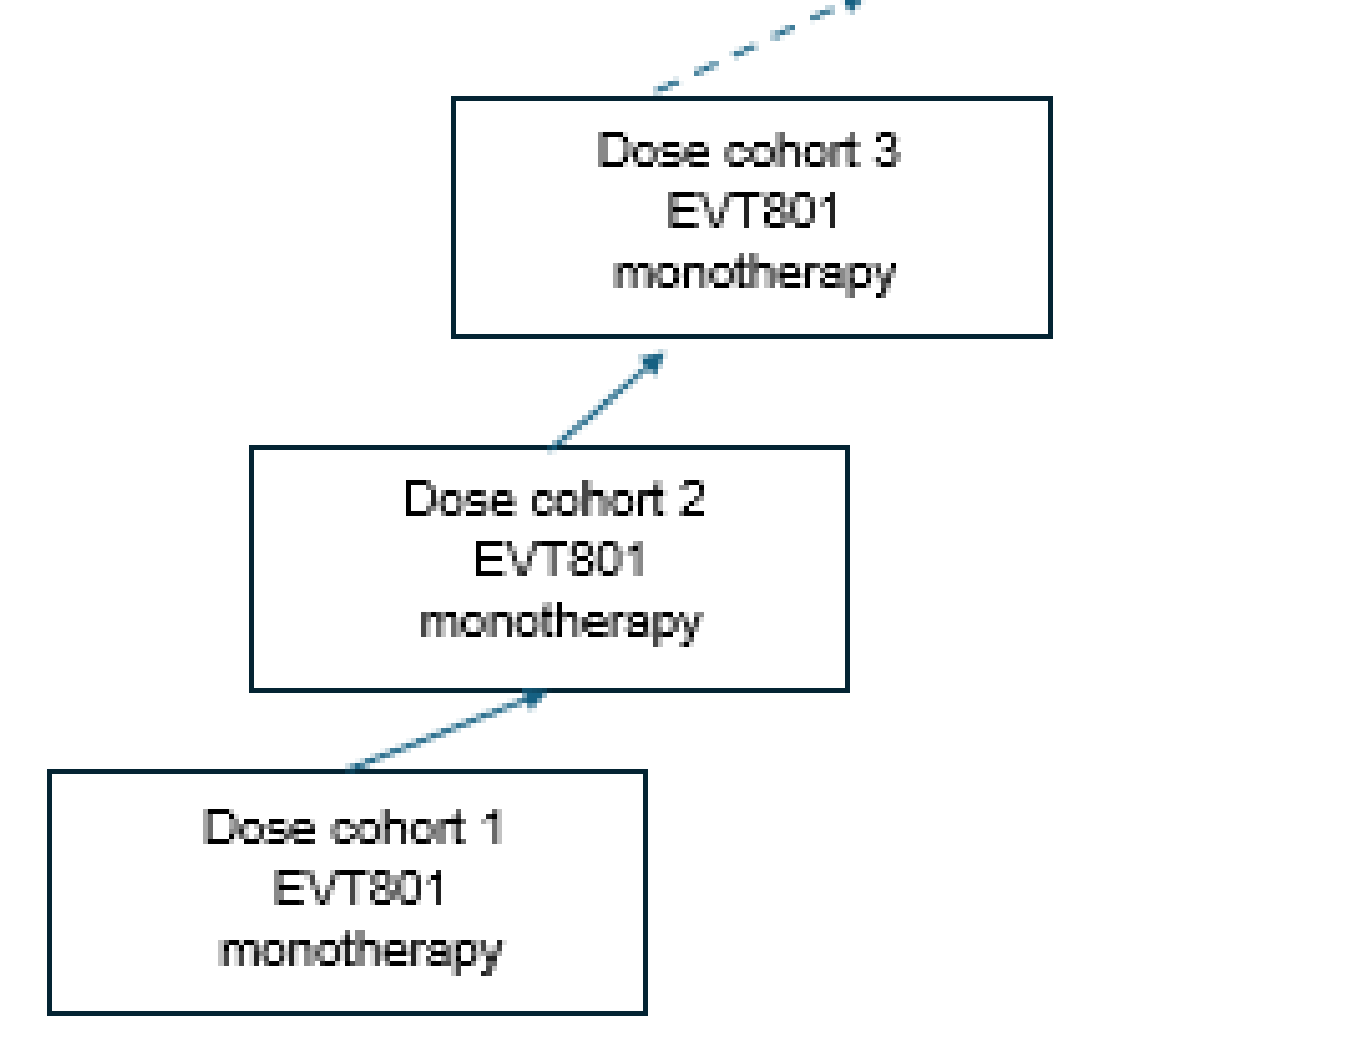 Dose cohort 3
EVT801
monotherapy
Dose cohort 2
EVT801
monotherapy
Dose cohort 1
EVT801
monotherapy